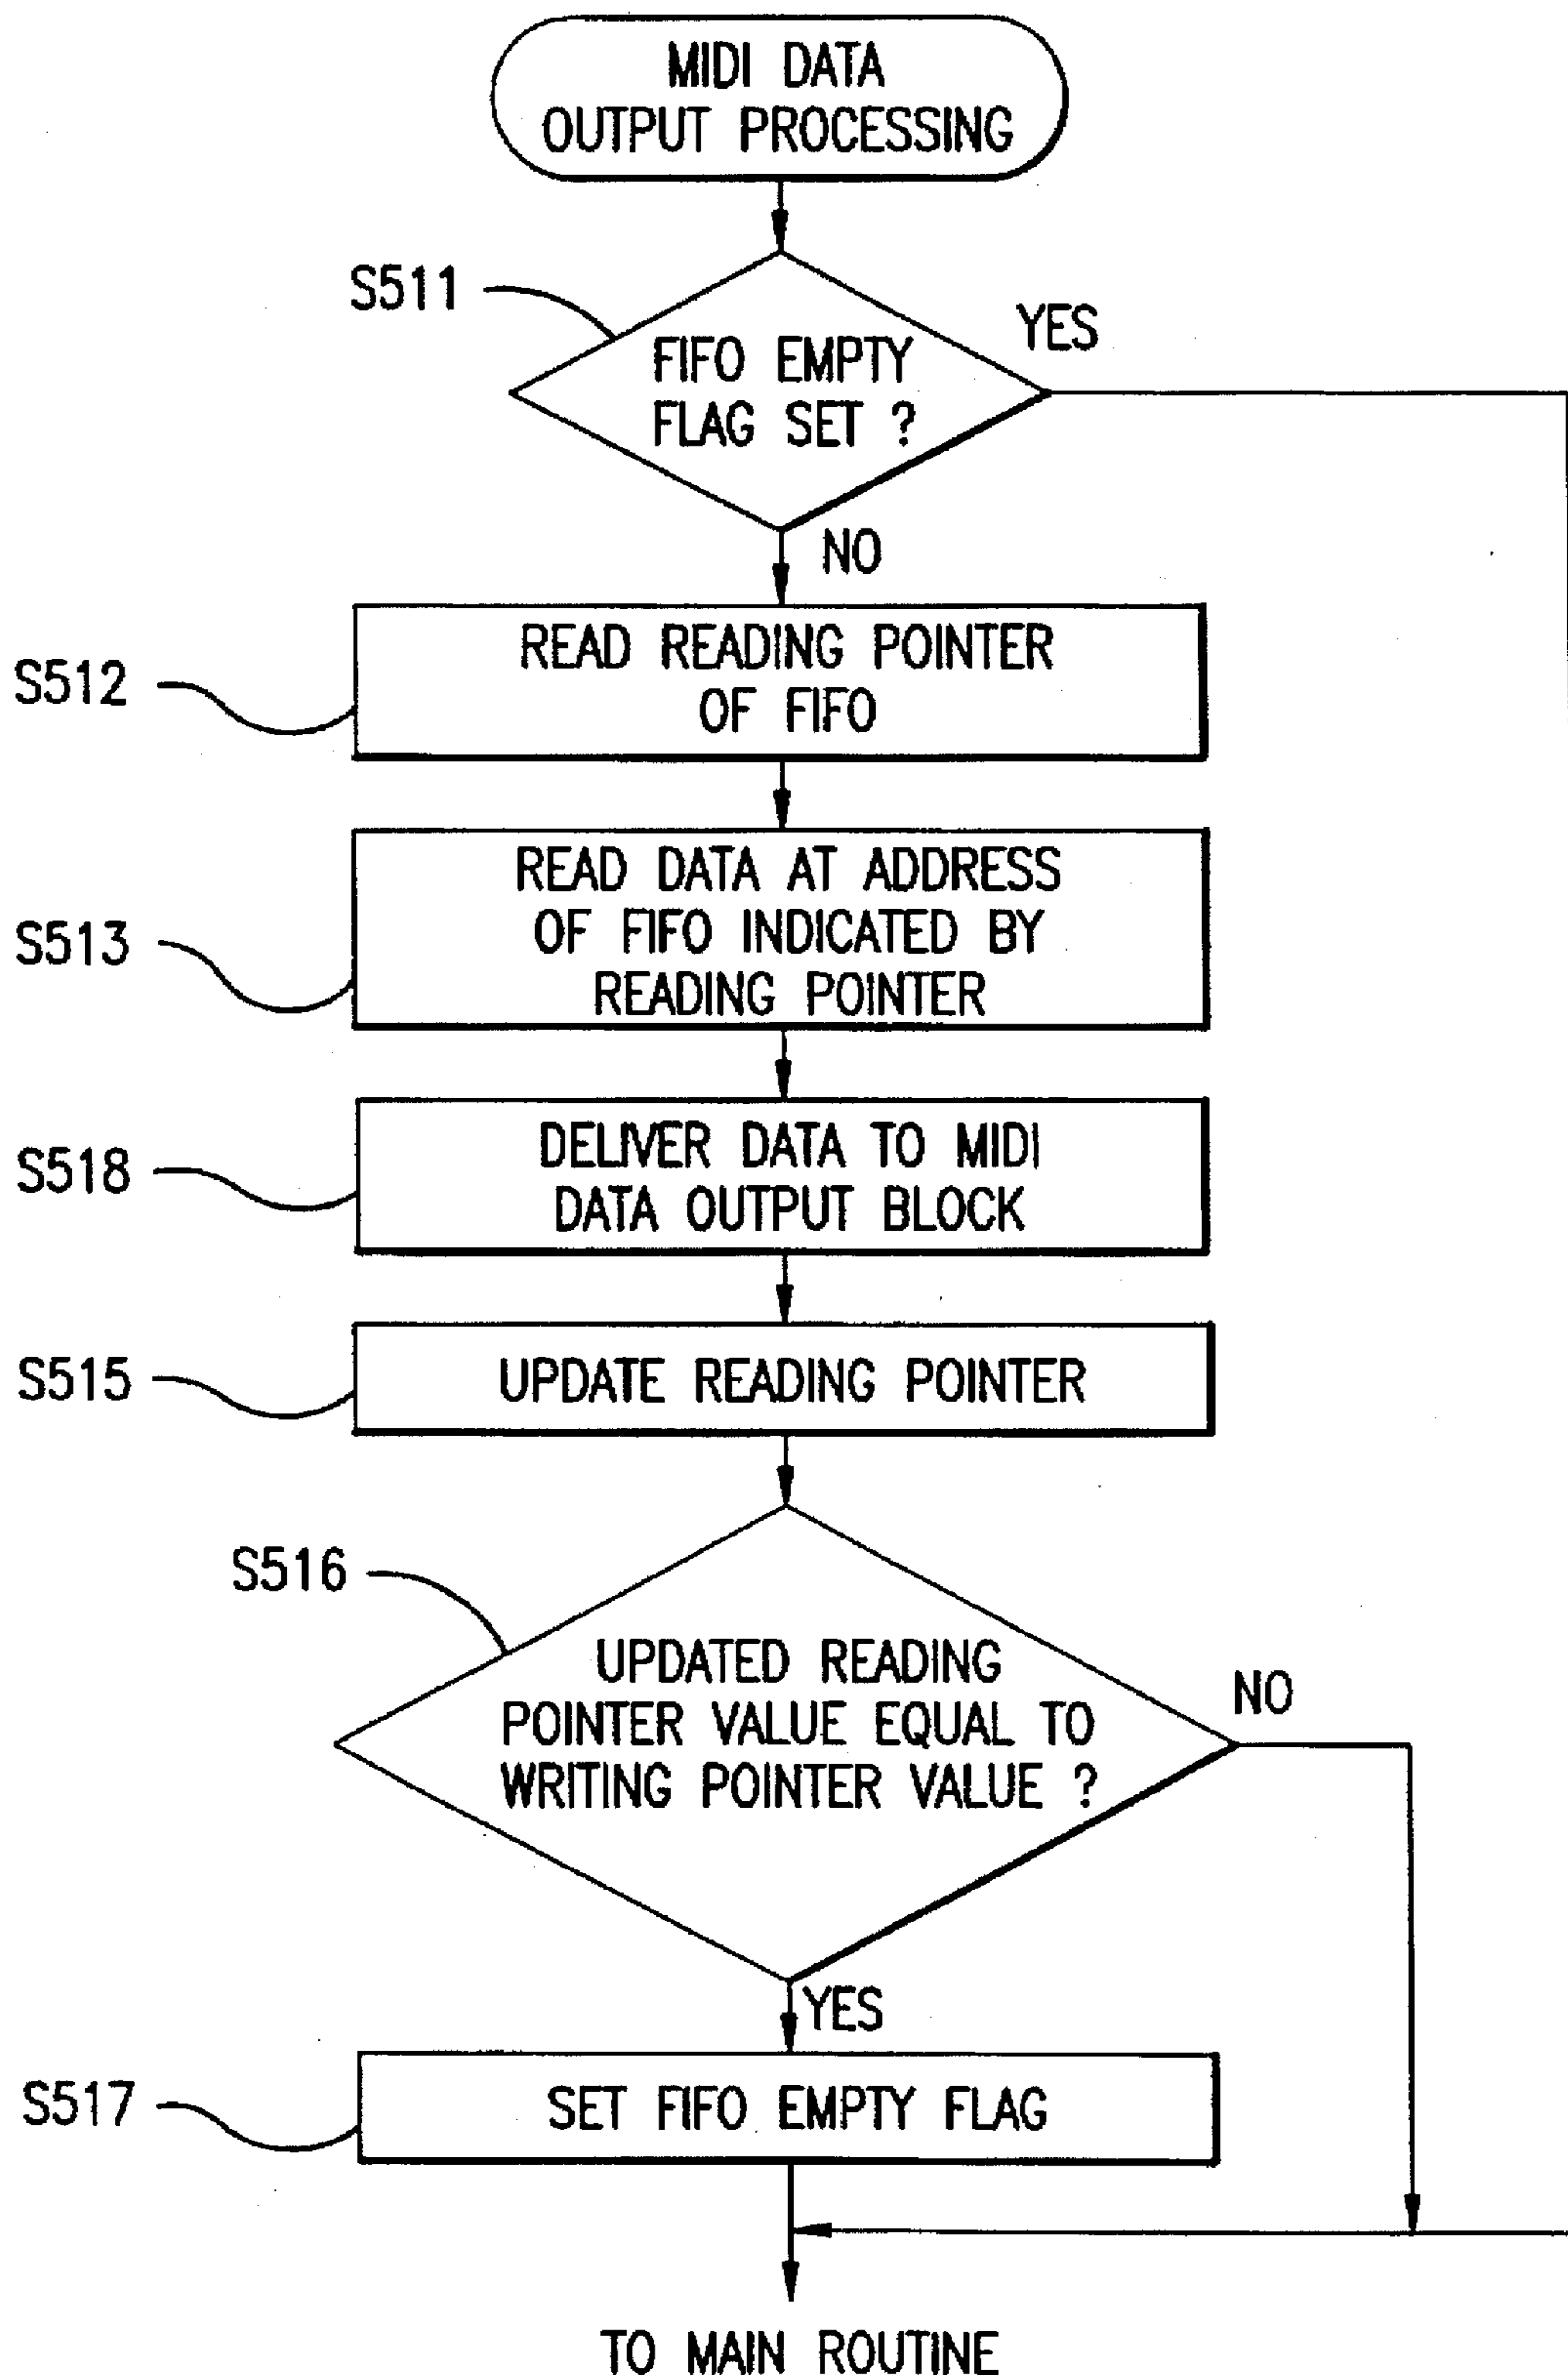 MIDI DATA
OUTPUT PROCESSING
S511
FIFO EMPTY
FLAG SET ?
YES
NO
S512
READ READING POINTER
OF FIFO
S513
READ DATA AT ADDRESS
OF FIFO INDICATED BY
READING POINTER
S518
DELIVER DATA TO MIDI
DATA OUTPUT BLOCK
S515
UPDATE READING POINTER
S516
UPDATED READING
POINTER VALUE EQUAL TO
WRITING POINTER VALUE ?
NO
YES
S517
SET FIFO EMPTY FLAG
TO MAIN ROUTINE